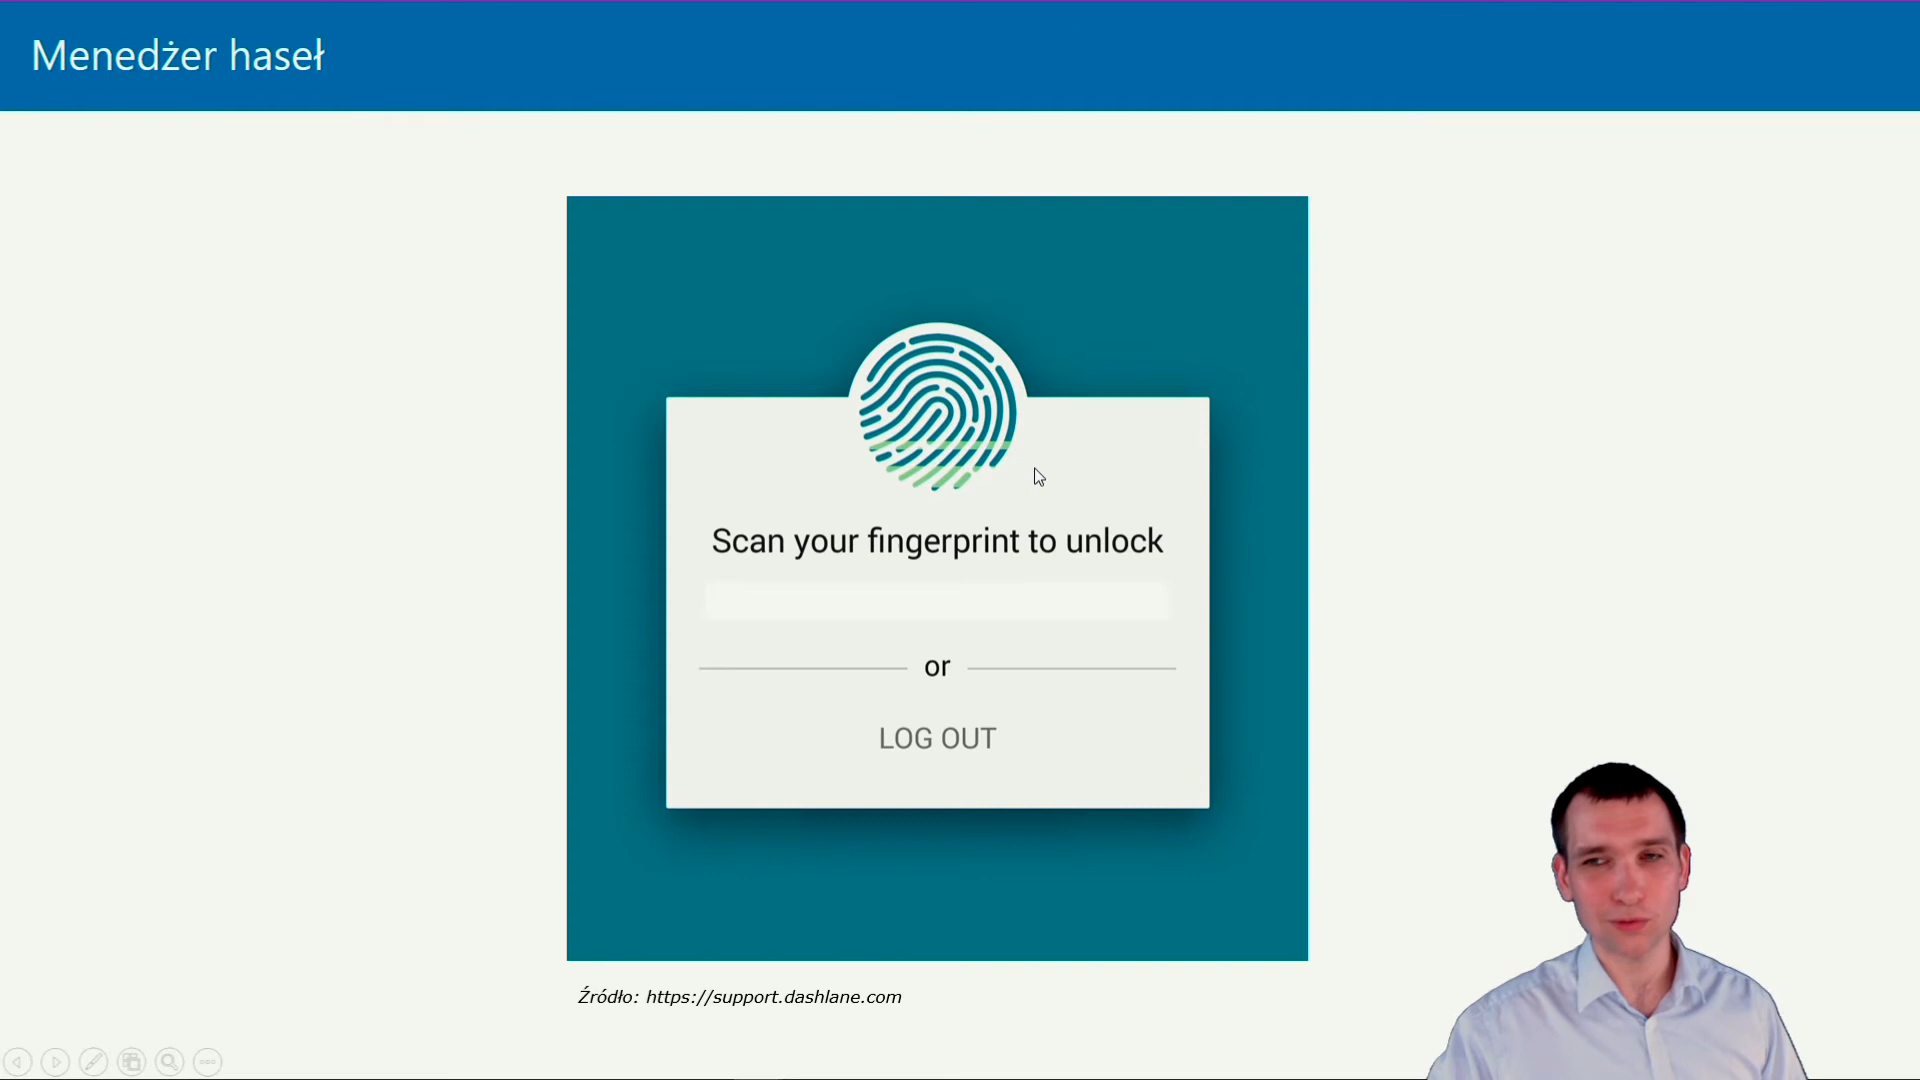 Menedżer haseł
Scan your fingerprint to unlock
or
LOG OUT
Źródło: https://support.dashlane.com